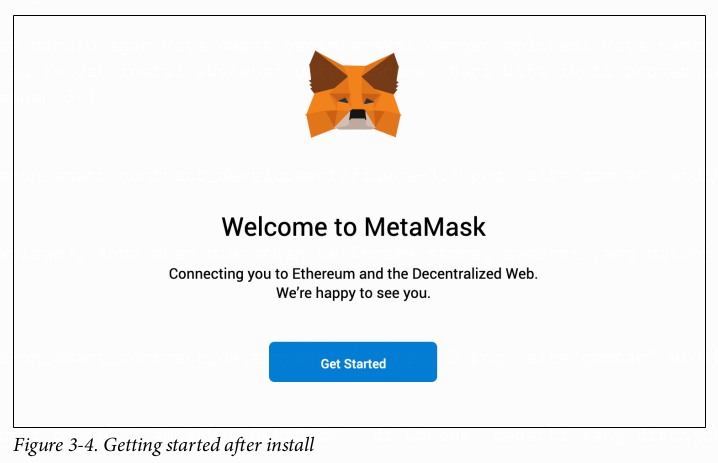 Welcome to MetaMask
Connecting you to Ethereum and the Decentralized Web.
We're happy to see you.
Get Started
Figure 3-4. Getting started after install